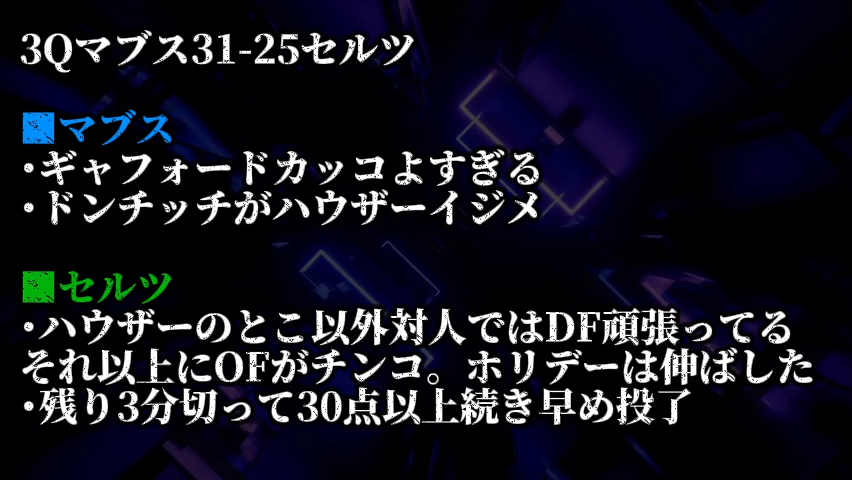 3Qマブス31-25セルツ
■マブス
・ギャフォードカッコよすぎる
・ドンチッチがハウザーイジメ
■セルツ
・ハウザーのとこ以外対人ではDF頑張ってる
それ以上にOFがチンコ。ホリデーは伸ばした
・残り3分切って30点以上続き早め投了